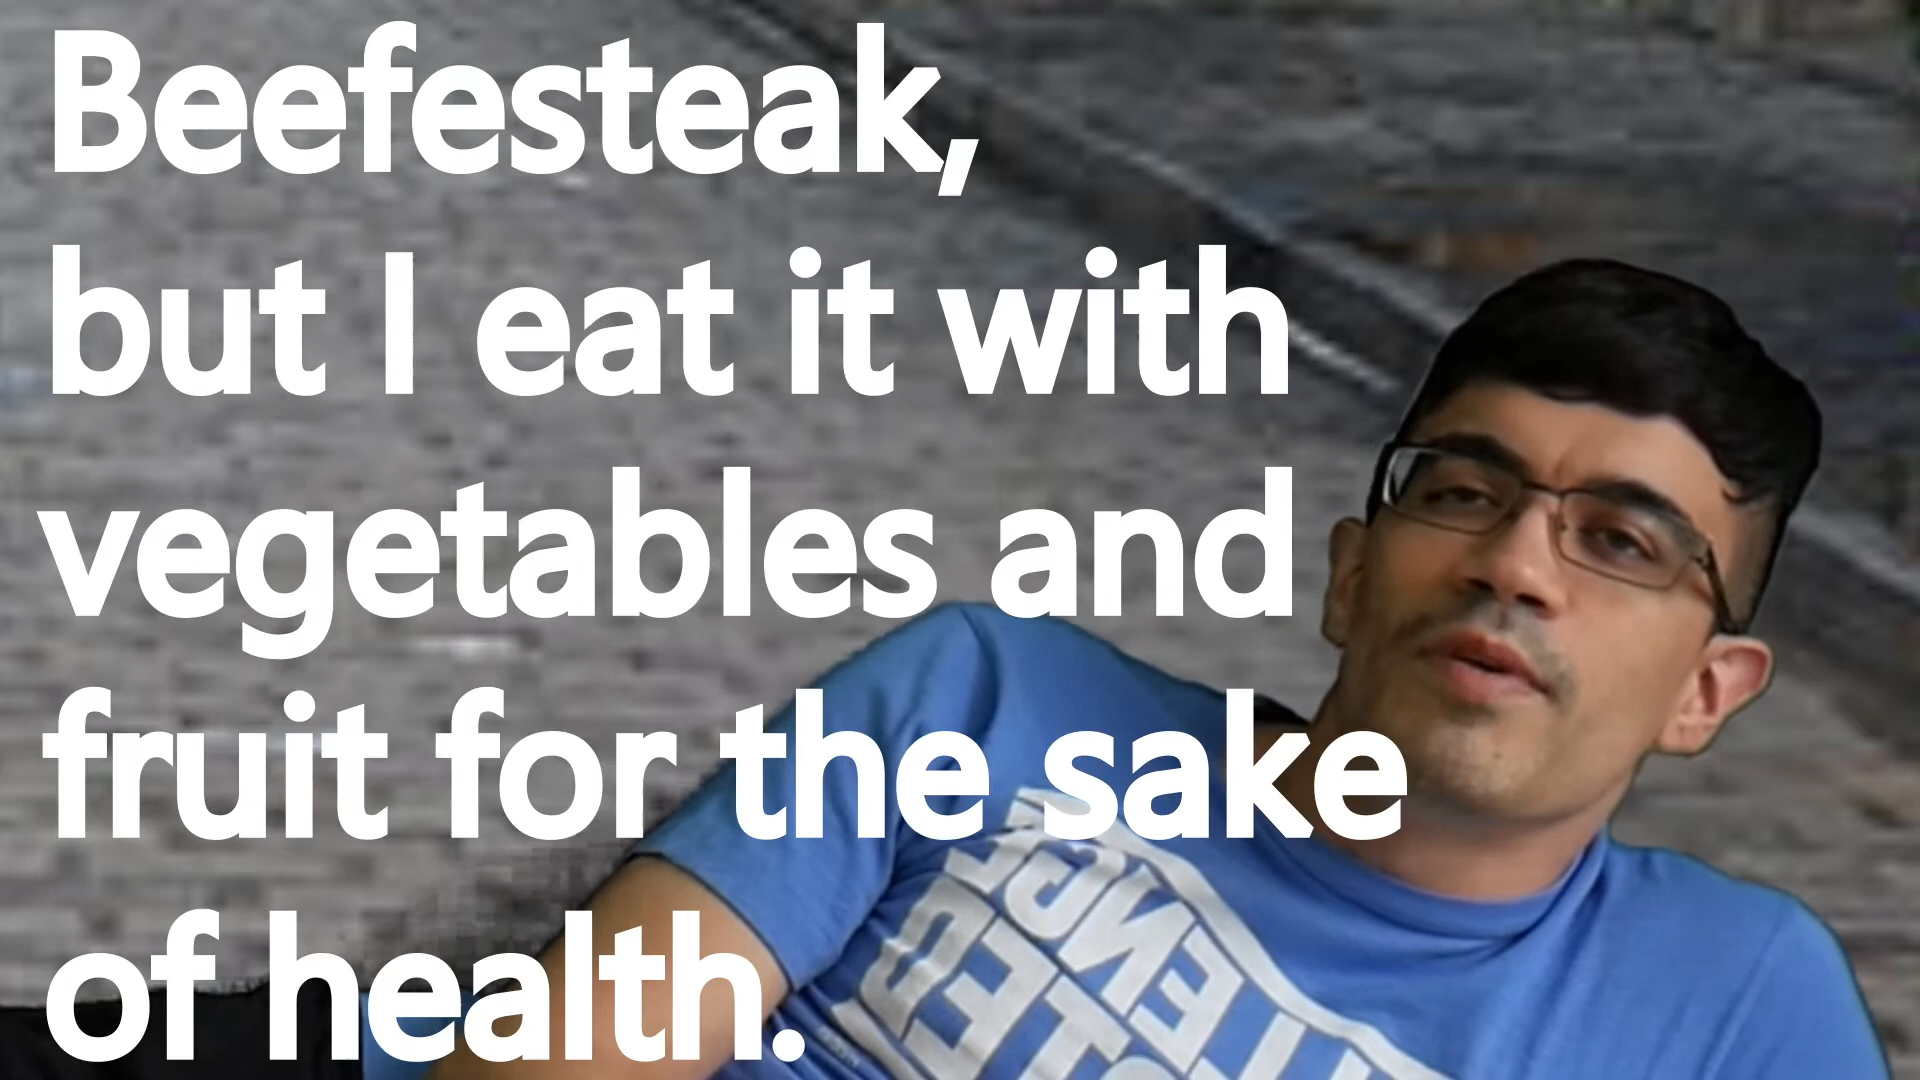 Beefesteak,
but I eat it with
vegetables and
fruit for the sake
of health.